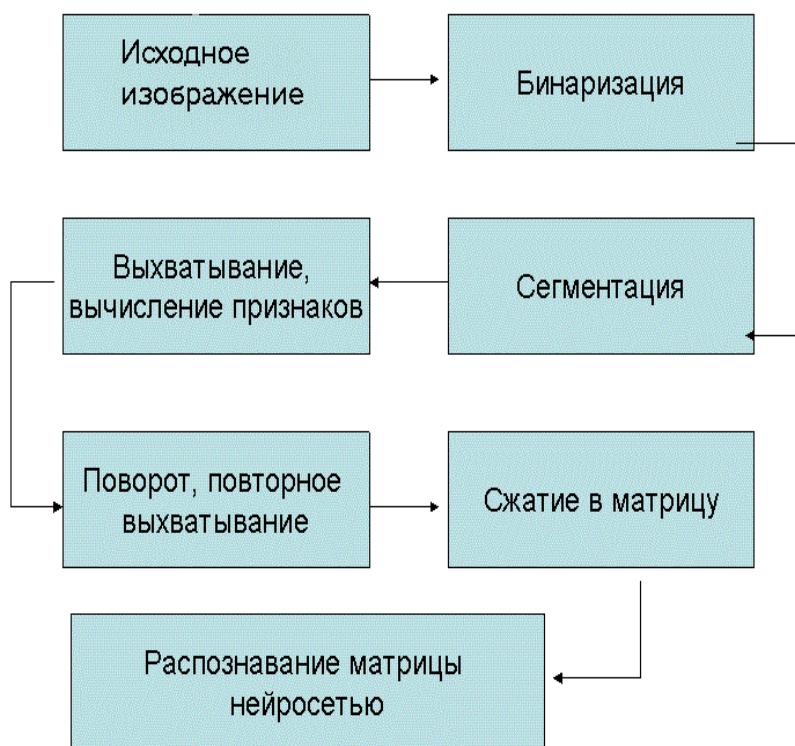 Исходное
изображение
Бинаризация
Сегментация
Выхватывание,
вычисление признаков
Поворот, повторное
выхватывание
Сжатие в матрицу
Распознавание матрицы
нейросетью